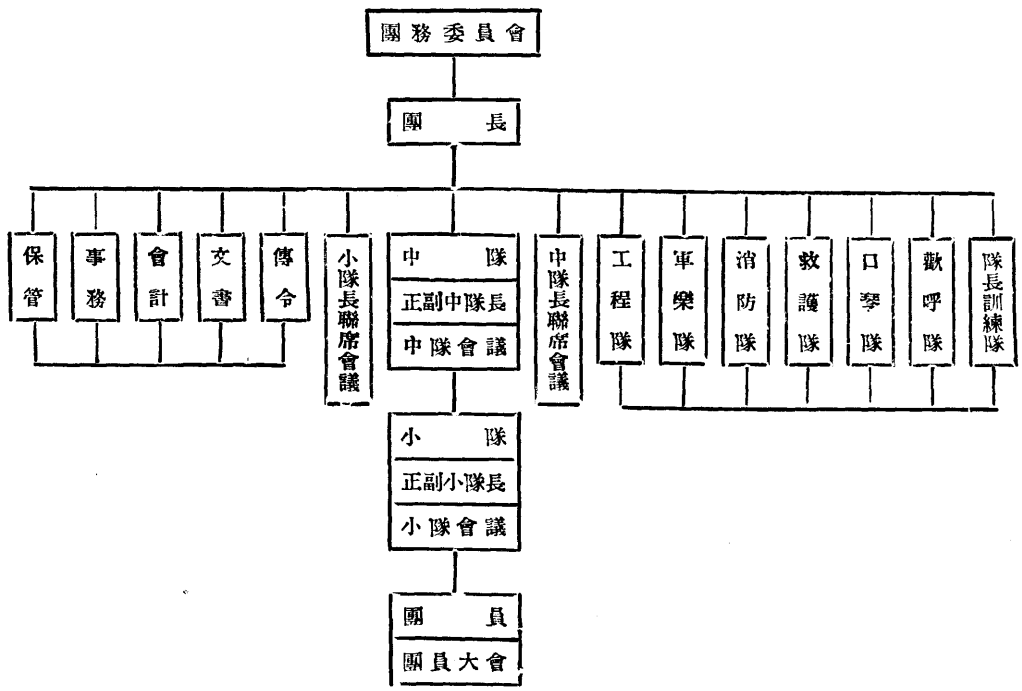 團務委員會
團長
保管
事務
會計
文書
傳令
小隊長聯席會議
中隊
正副中隊長
中隊會議
中隊長聯席會議
工程隊
軍樂隊
消防隊
救護隊
口琴隊
歡呼隊
隊長訓練隊
小隊
正副小隊長
小隊會議
團員
團員大會